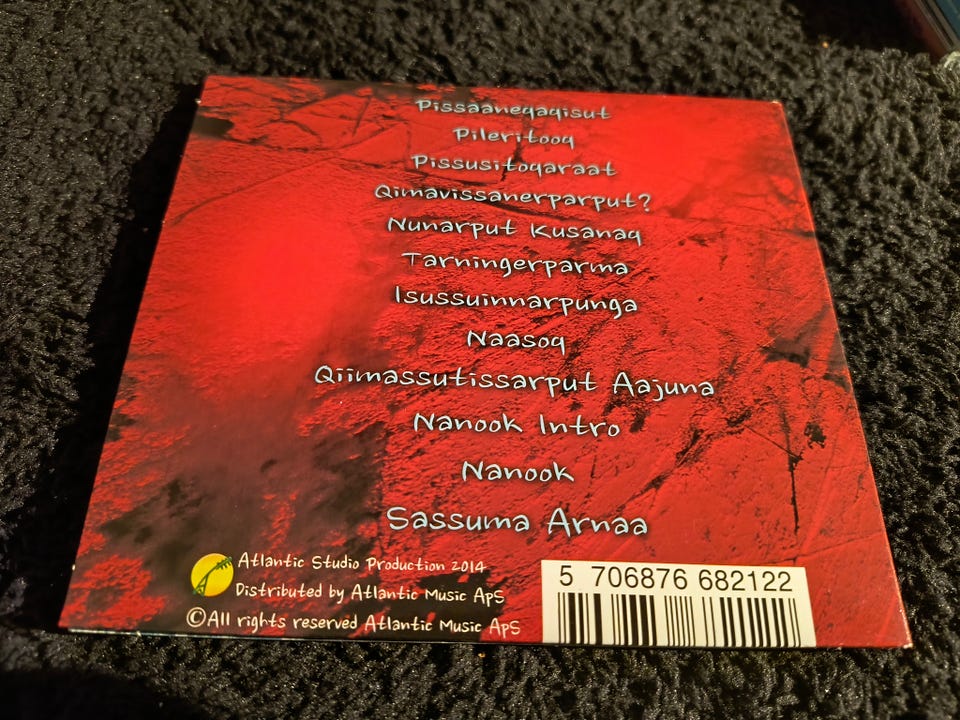 Pissaaneqaqisut
Pileritooq
Pissusitoqaraat
Qimavissanerparput?
Nunarput Kusanaq
Tarningerparma
Isussuinnarpunga
Naasoq
Qiimassutissarput Aajuna
Nanook Intro
Nanook
Sassuma Arnaa
Atlantic Studio Production 2014
Distributed by Atlantic Music ApS
©All rights reserved Atlantic Music ApS
5 706876 682122